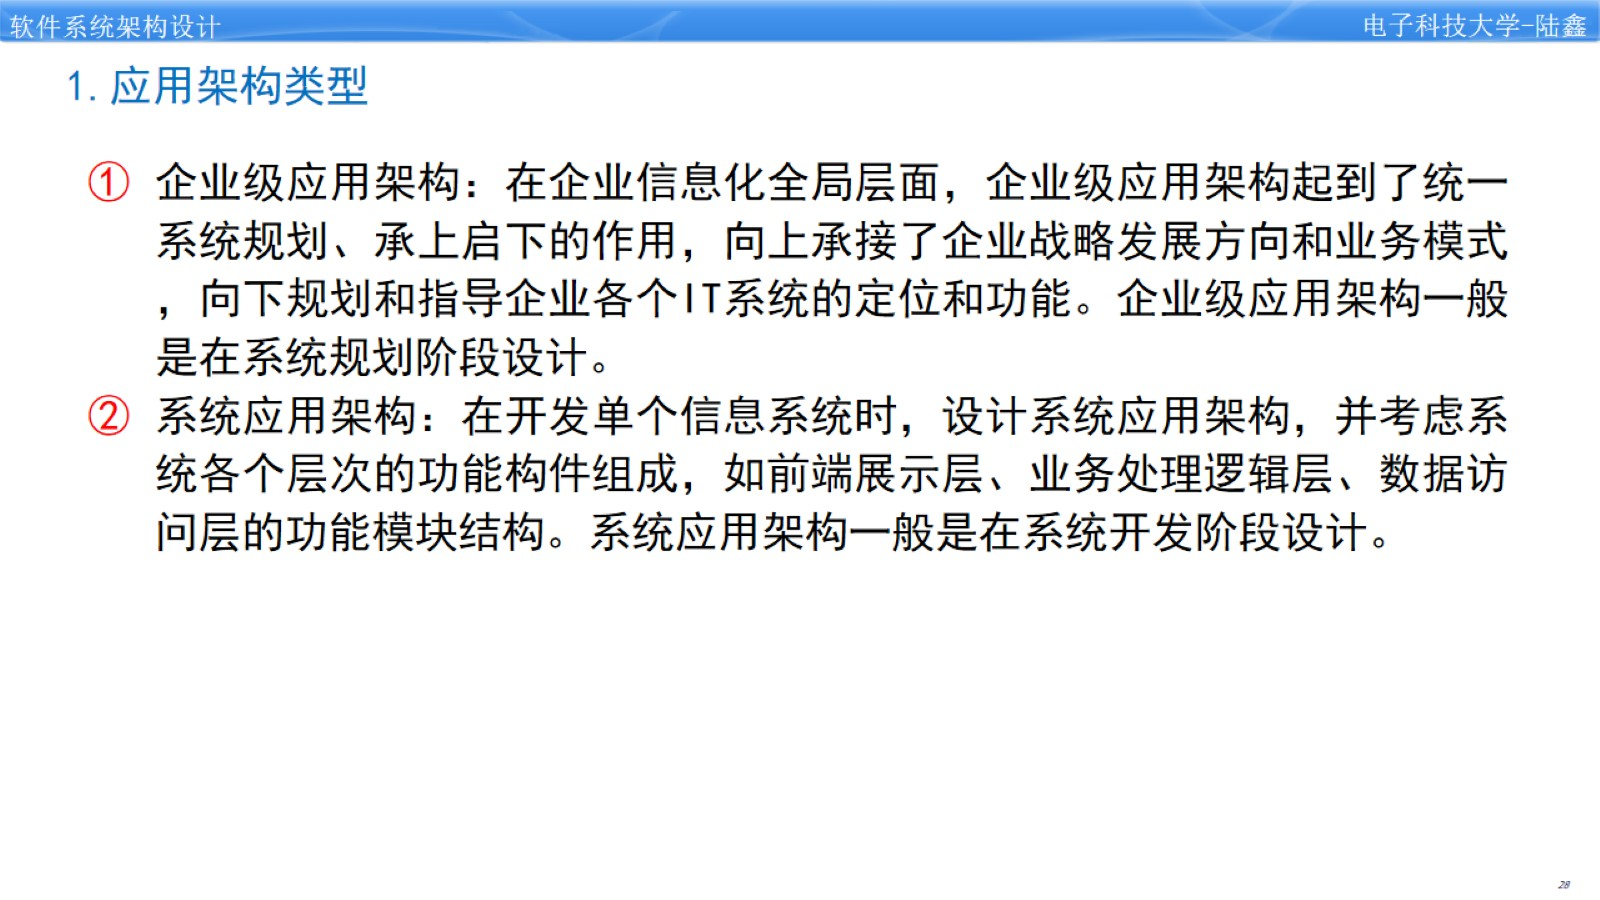 软件系统架构设计
电子科技大学-陆鑫
1.应用架构类型
① 企业级应用架构：在企业信息化全局层面，企业级应用架构起到了统一
系统规划、承上启下的作用，向上承接了企业战略发展方向和业务模式
，向下规划和指导企业各个IT系统的定位和功能。企业级应用架构一般
是在系统规划阶段设计。
② 系统应用架构：在开发单个信息系统时，设计系统应用架构，并考虑系
统各个层次的功能构件组成，如前端展示层、业务处理逻辑层、数据访
问层的功能模块结构。系统应用架构一般是在系统开发阶段设计。
28